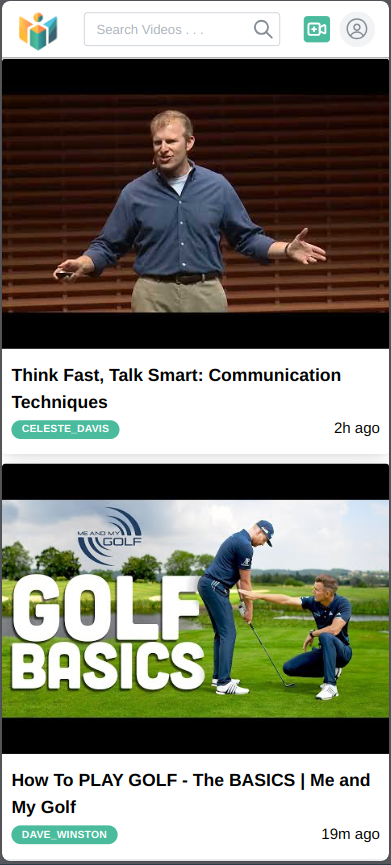 Search Videos . . .
Think Fast, Talk Smart: Communication
Techniques
CELESTE_DAVIS
2h ago
ME AND MY
GOLF
GOLF
BASICS
How To PLAY GOLF - The BASICS | Me and
My Golf
DAVE_WINSTON
19m ago